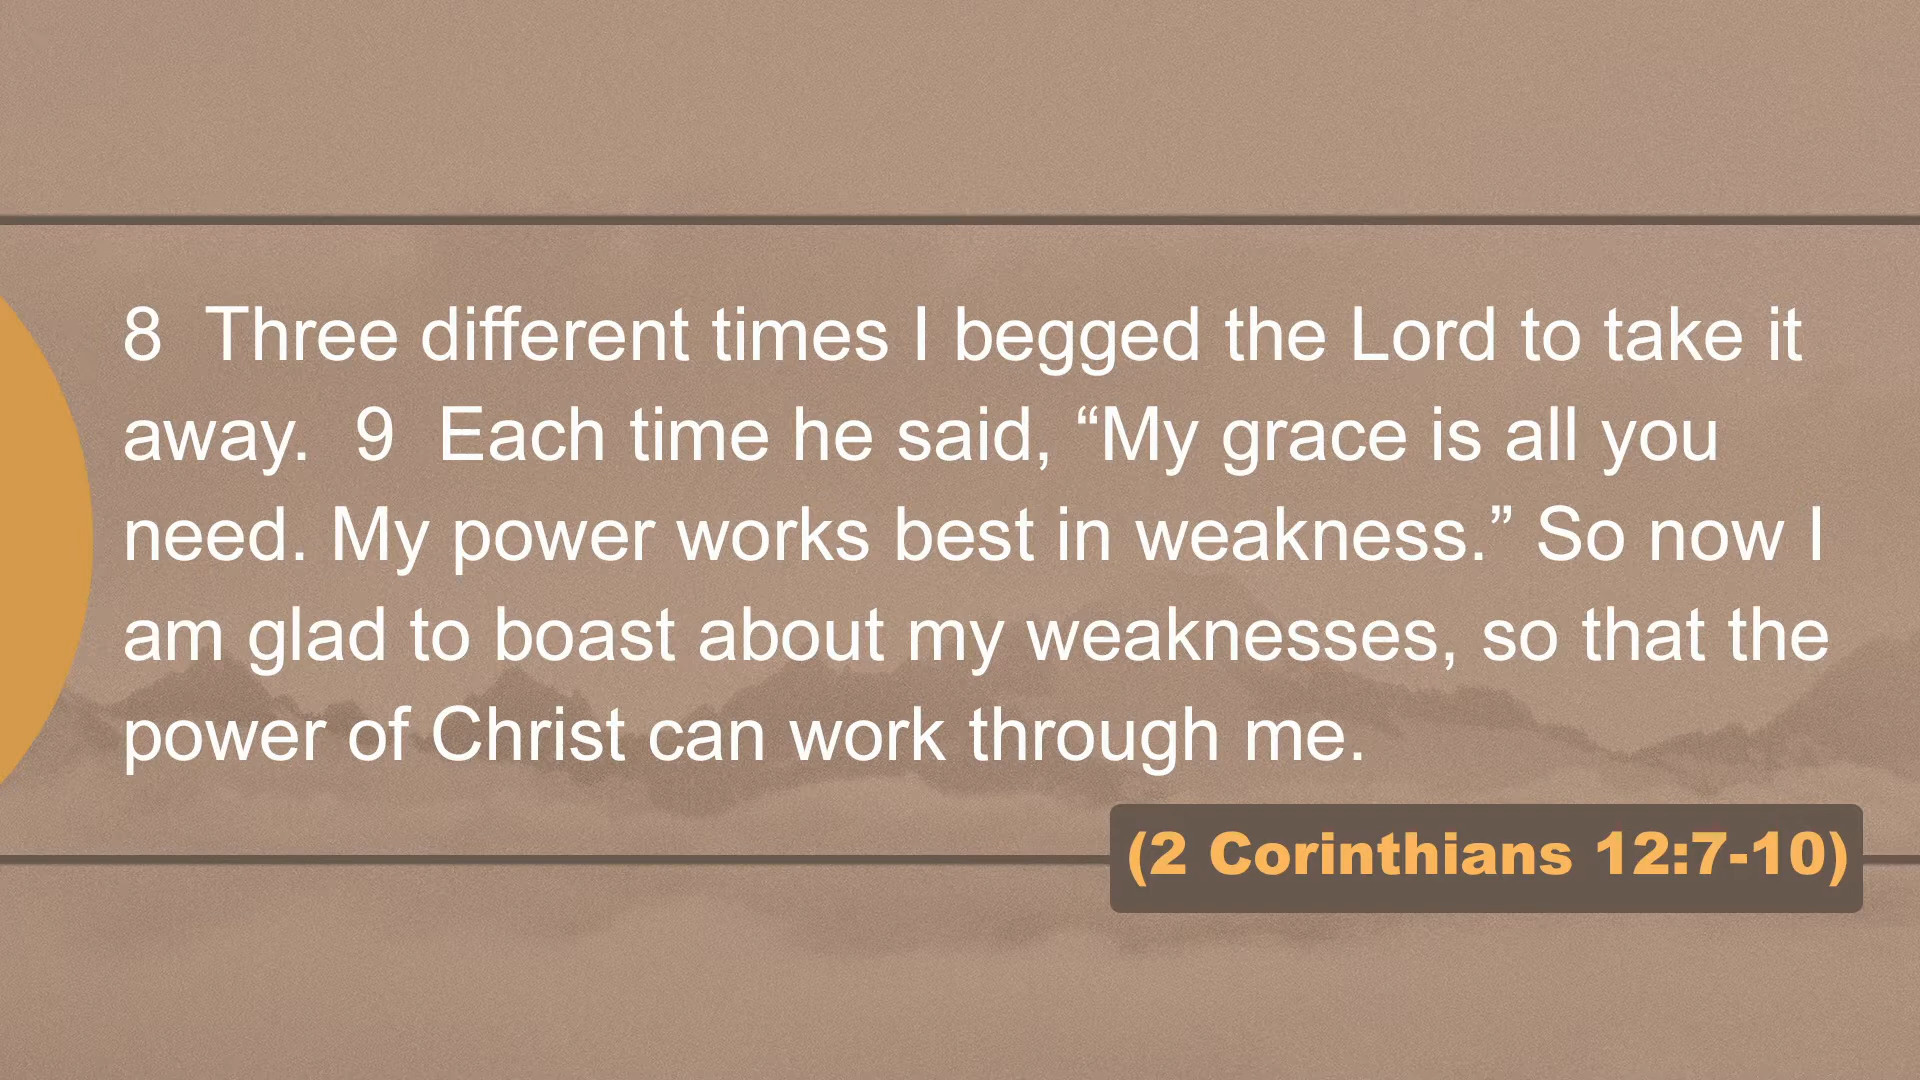 8  Three different times I begged the Lord to take it
away.  9  Each time he said, “My grace is all you
need. My power works best in weakness.” So now I
am glad to boast about my weaknesses, so that the
power of Christ can work through me.
(2 Corinthians 12:7-10)